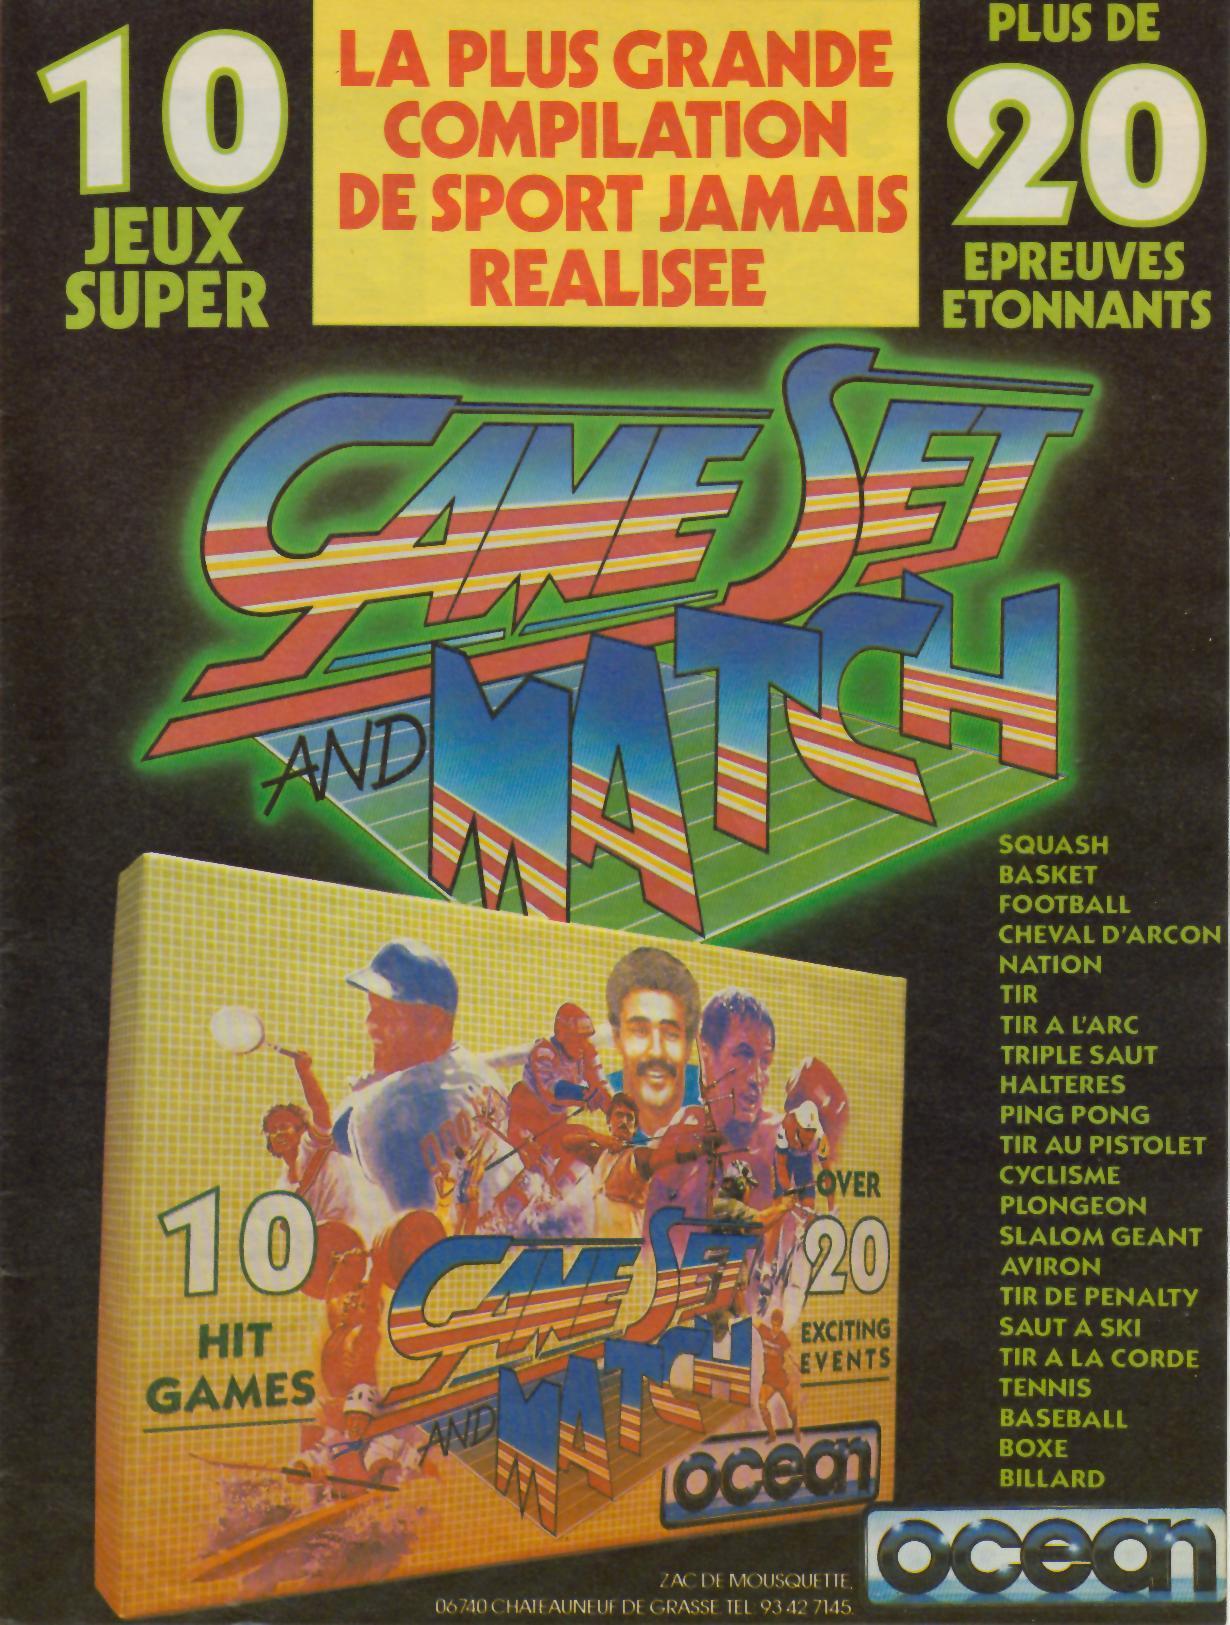 10
JEUX
SUPER
LA PLUS GRANDE
COMPILATION
DE SPORT JAMAIS
REALISEE
PLUS DE
20
EPREUVES
ETONNANTS
GAME SET
AND MATCH
SQUASH
BASKET
FOOTBALL
CHEVAL D'ARCON
NATION
TIR
TIR A L'ARC
TRIPLE SAUT
HALTERES
PING PONG
TIR AU PISTOLET
CYCLISME
PLONGEON
SLALOM GEANT
AVIRON
TIR DE PENALTY
SAUT A SKI
TIR A LA CORDE
TENNIS
BASEBALL
BOXE
BILLARD
10
HIT
GAMES
OVER
20
EXCITING
EVENTS
GAME SET
AND MATCH
ocean
ocean
ZAC DE MOUSQUETTE,
06740 CHATEAUNEUF DE GRASSE. TEL: 93 42 7145.